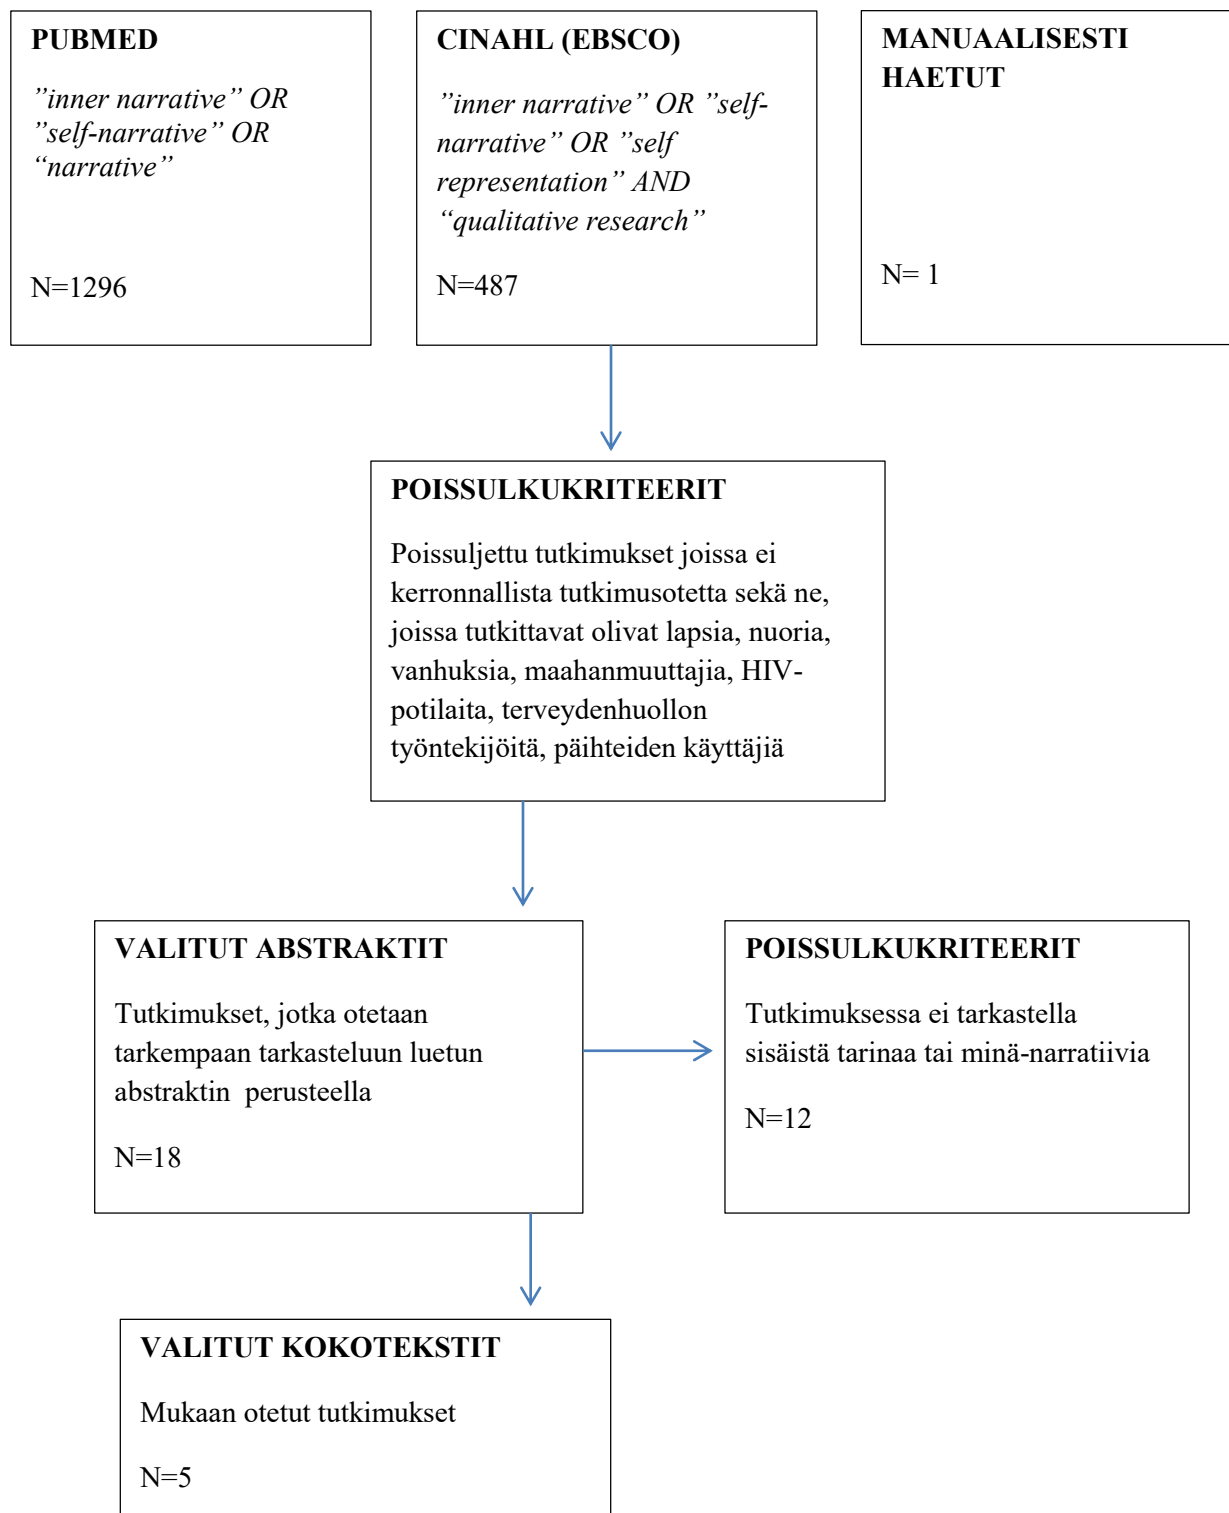 PUBMED
”inner narrative” OR
”self-narrative” OR
“narrative”
N=1296
CINAHL (EBSCO)
”inner narrative” OR ”self-
narrative” OR ”self
representation” AND
“qualitative research”
N=487
MANUAALISESTI
HAETUT
N= 1
POISSULKUKRITEERIT
Poissuljettu tutkimukset joissa ei
kerronnallista tutkimusotetta sekä ne,
joissa tutkittavat olivat lapsia, nuoria,
vanhuksia, maahanmuuttajia, HIV-
potilaita, terveydenhuollon
työntekijöitä, päihteiden käyttäjiä
VALITUT ABSTRAKTIT
Tutkimukset, jotka otetaan
tarkempaan tarkasteluun luetun
abstraktin  perusteella
N=18
POISSULKUKRITEERIT
Tutkimuksessa ei tarkastella
sisäistä tarinaa tai minä-narratiivia
N=12
VALITUT KOKOTEKSTIT
Mukaan otetut tutkimukset
N=5